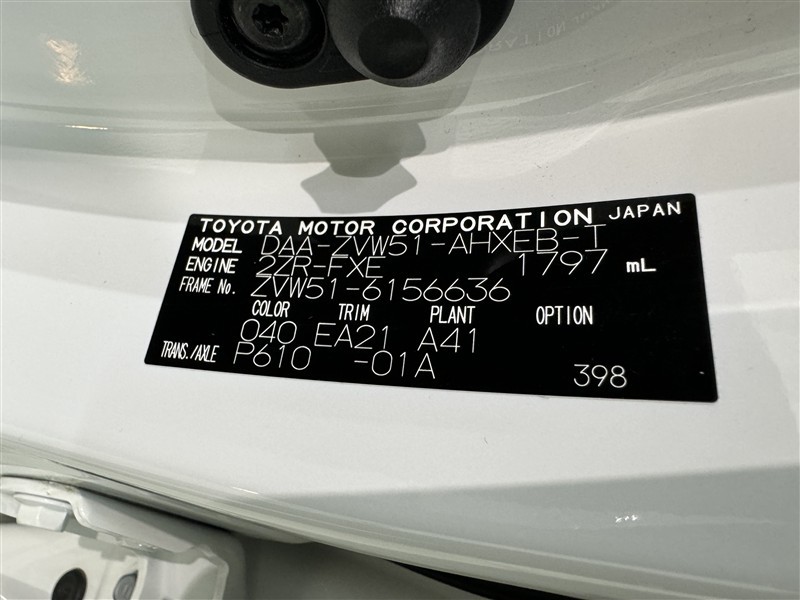 TOYOTA MOTOR CORPORATION JAPAN
MODEL DAA-ZVW51-AHXEB-T
ENGINE 2ZR-FXE 1797 mL
FRAME No. ZVW51-6156636
COLOR TRIM PLANT OPTION
040 EA21 A41
TRANS./AXLE P610 -01A
398